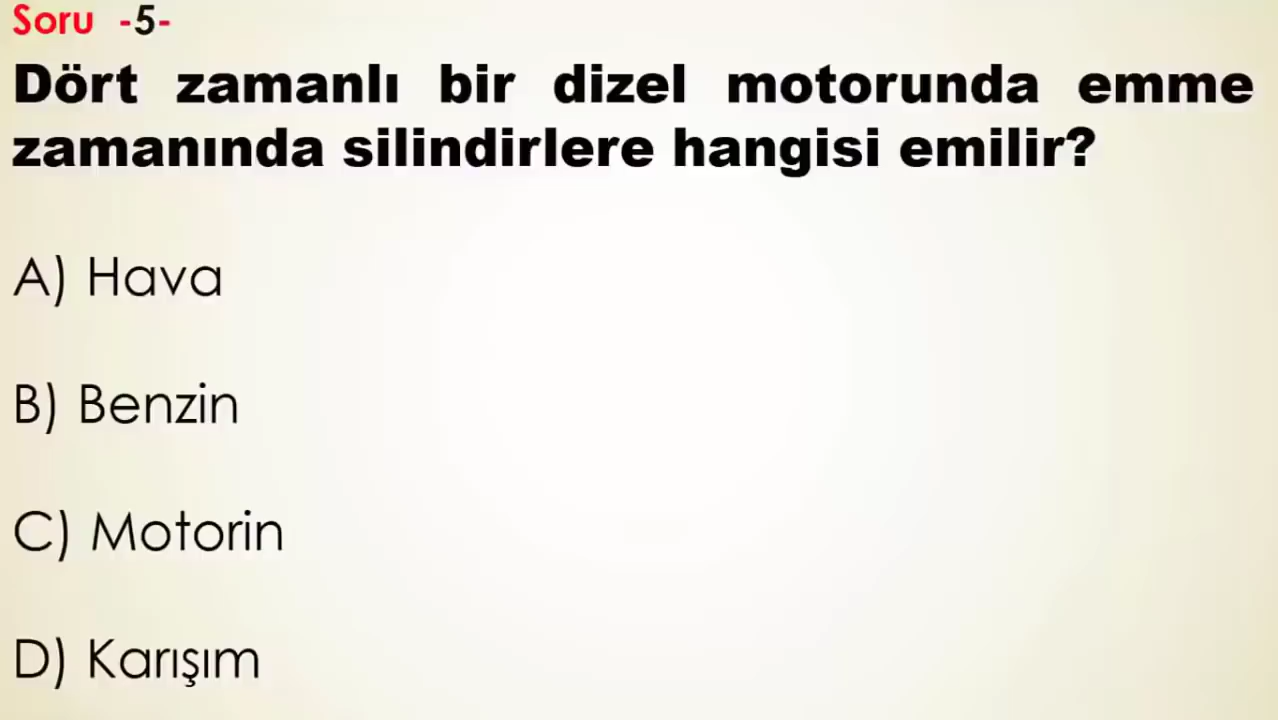 Soru -5-
Dört zamanlı bir dizel motorunda emme
zamanında silindirlere hangisi emilir?
A) Hava
B) Benzin
C) Motorin
D) Karışım